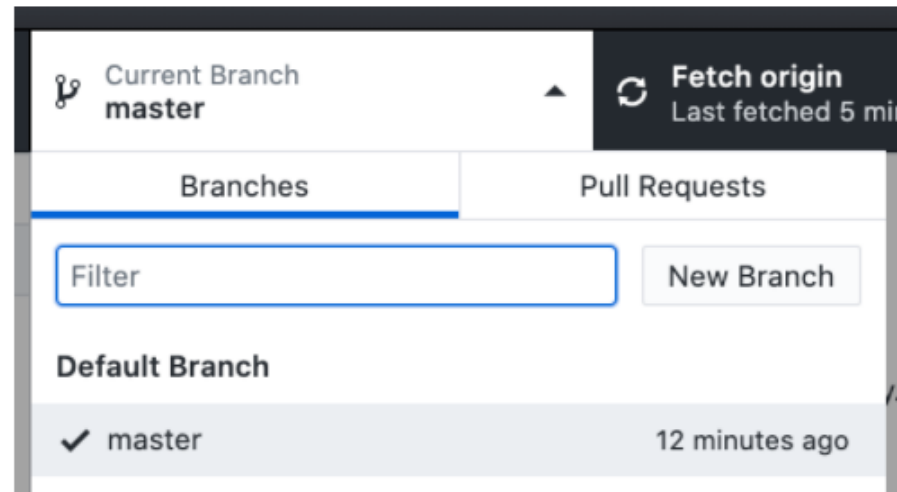 Current Branch
master
Fetch origin
Last fetched 5
Branches
Pull Requests
Filter
New Branch
Default Branch
master
12 minutes ago